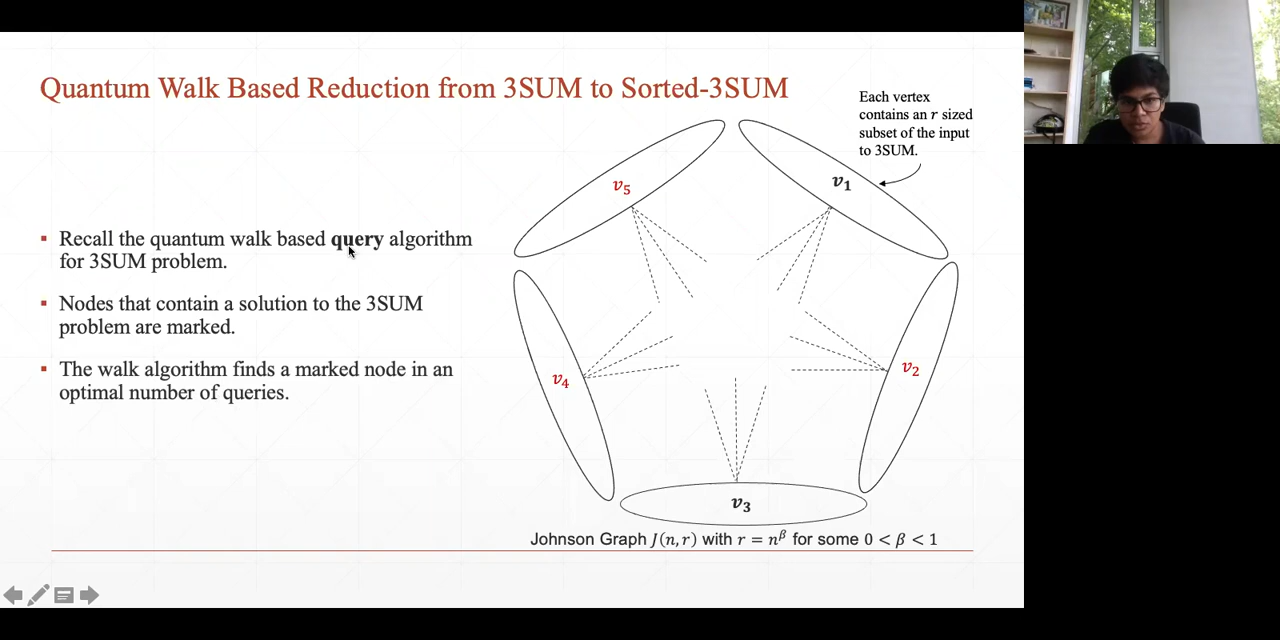 Quantum Walk Based Reduction from 3SUM to Sorted-3SUM
Each vertex
contains an r sized
subset of the input
to 3SUM.
▪ Recall the quantum walk based query algorithm
for 3SUM problem.
▪ Nodes that contain a solution to the 3SUM
problem are marked.
▪ The walk algorithm finds a marked node in an
optimal number of queries.
v₅
v₁
v₄
v₂
v₃
Johnson Graph J(n, r) with r = n^β for some 0 < β < 1